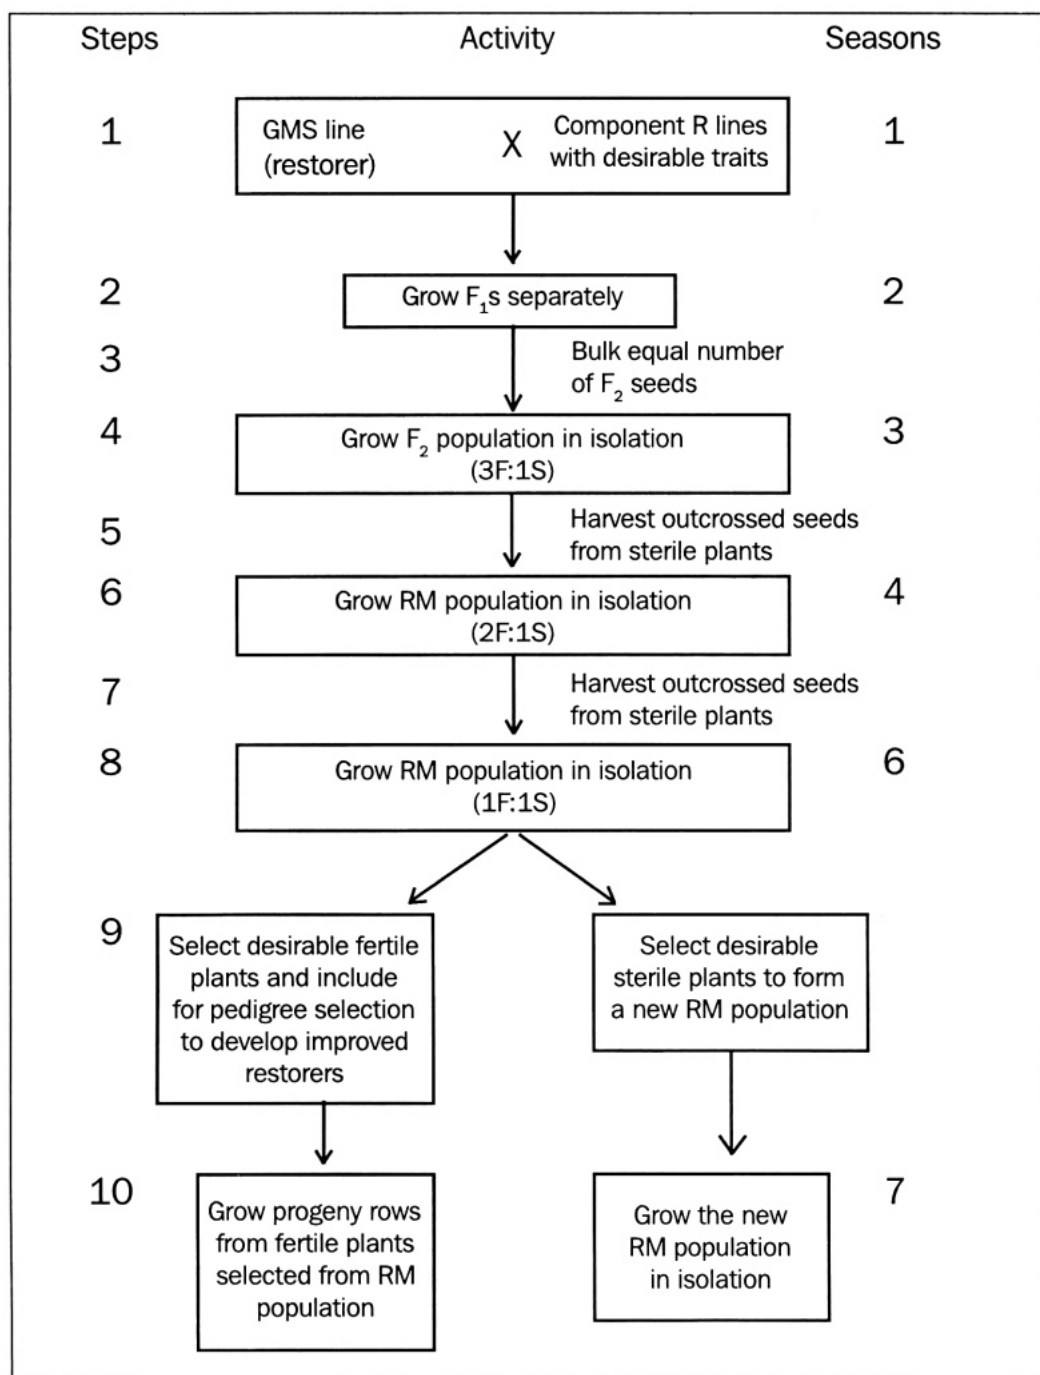 Steps Activity Seasons
1 GMS line (restorer) X Component R lines with desirable traits 1
2 Grow F1s separately 2
3 Bulk equal number
of F2 seeds
4 Grow F2 population in isolation 3
(3F:1S)
5 Harvest outcrossed seeds
from sterile plants
6 Grow RM population in isolation 4
(2F:1S)
7 Harvest outcrossed seeds
from sterile plants
8 Grow RM population in isolation 6
(1F:1S)
9
Select desirable fertile
plants and include
for pedigree selection
to develop improved
restorers
Select desirable
sterile plants to form
a new RM population
10
Grow progeny rows
from fertile plants
selected from RM
population
Grow the new
RM population
in isolation
7